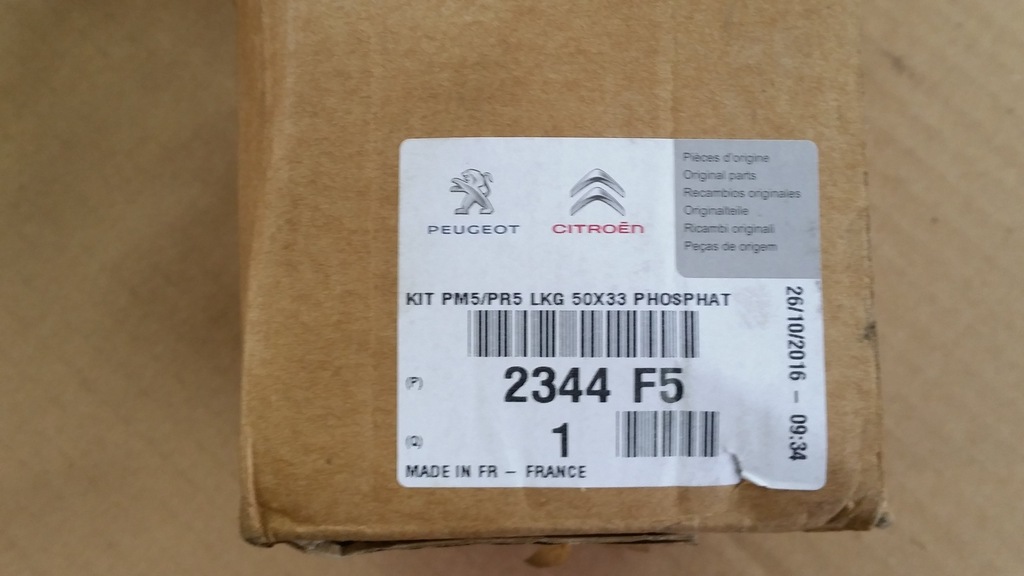 PEUGEOT
CITROËN
Pièces d'origine
Original parts
Recambios originales
Originalteile
Ricambi originali
Peças de origem
KIT PM5/PR5 LKG 50X33 PHOSPHAT
(P) 2344 F5
(Q) 1
MADE IN FR – FRANCE
26/10/2016 – 09:34